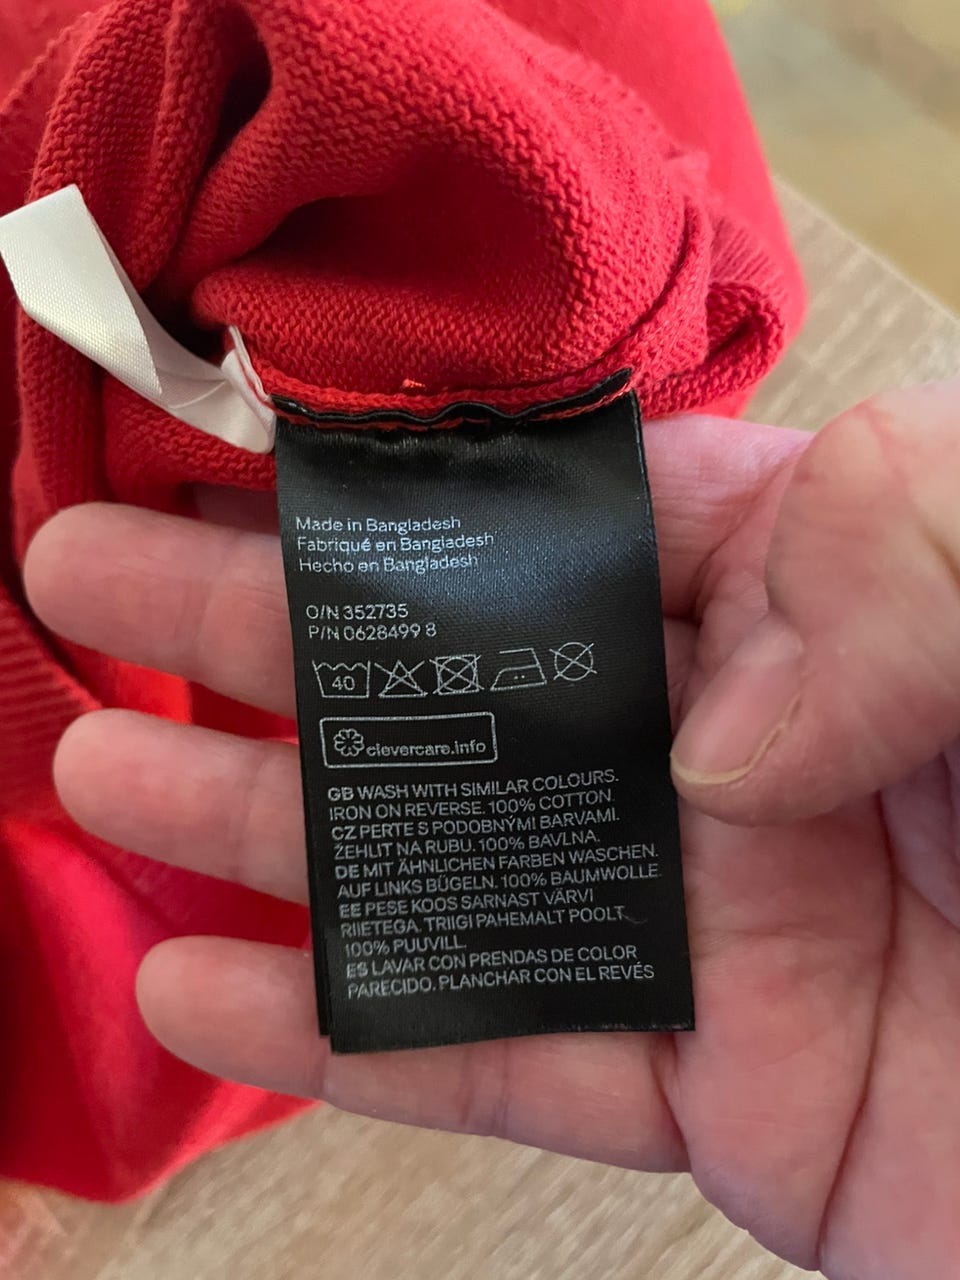 Made in Bangladesh
Fabriqué en Bangladesh
Hecho en Bangladesh
O/N 352735
P/N 0628499 8
40
clevercare.info
GB WASH WITH SIMILAR COLOURS.
IRON ON REVERSE. 100% COTTON.
CZ PERTE S PODOBNÝMI BARVAMI.
ŽEHLIT NA RUBU. 100% BAVLNA.
DE MIT ÄHNLICHEN FARBEN WASCHEN.
AUF LINKS BÜGELN. 100% BAUMWOLLE.
EE PESE KOOS SARNAST VÄRVI
RIIETEGA. TRIIGI PAHEMALT POOLT.
100% PUUVILL.
ES LAVAR CON PRENDAS DE COLOR
PARECIDO. PLANCHAR CON EL REVÉS